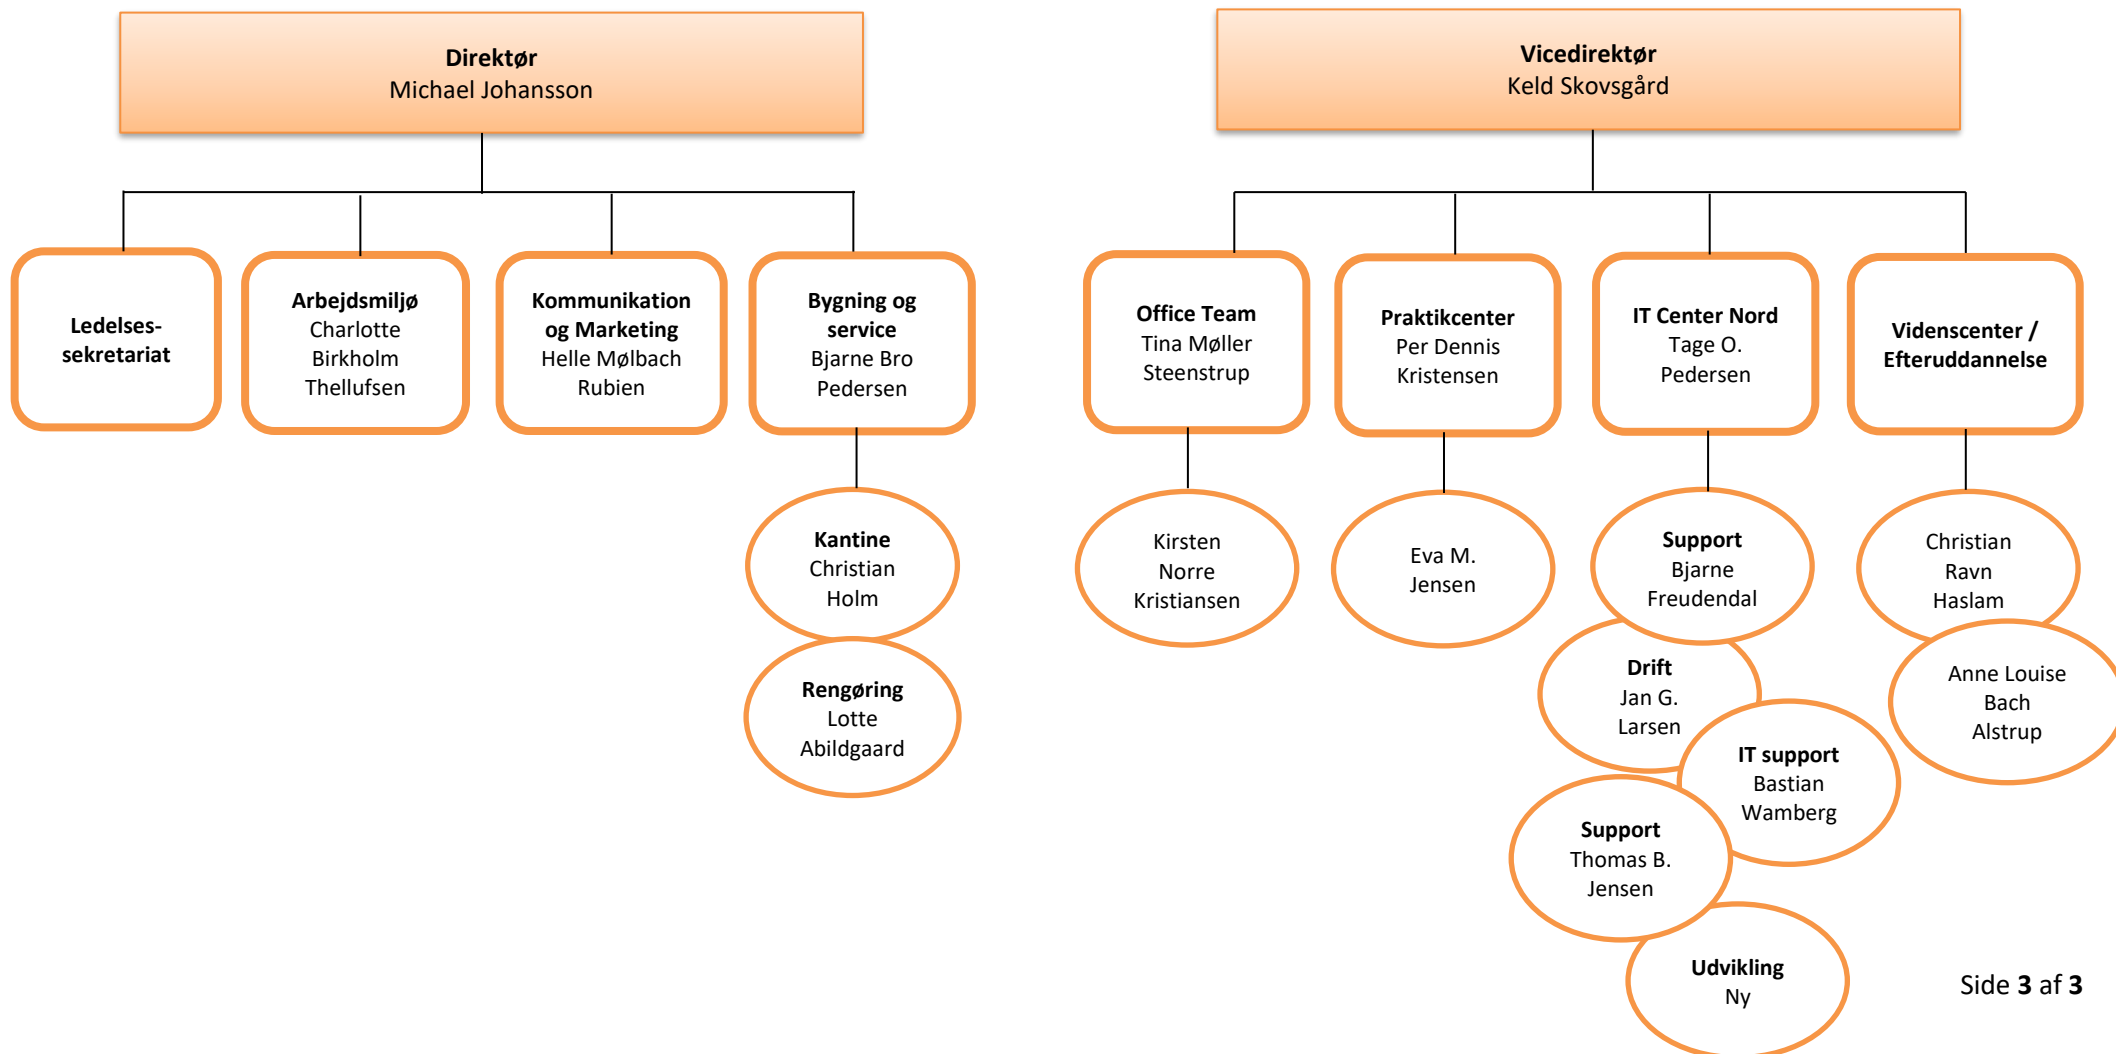 Direktør
Michael Johansson
Vicedirektør
Keld Skovsgård
Ledelses-
sekretariat
Arbejdsmiljø
Charlotte
Birkholm
Thellufsen
Kommunikation
og Marketing
Helle Mølbach
Rubien
Bygning og
service
Bjarne Bro
Pedersen
Office Team
Tina Møller
Steenstrup
Praktikcenter
Per Dennis
Kristensen
IT Center Nord
Tage O.
Pedersen
Videnscenter /
Efteruddannelse
Kantine
Christian
Holm
Rengøring
Lotte
Abildgaard
Kirsten
Norre
Kristiansen
Eva M.
Jensen
Support
Bjarne
Freudendal
Drift
Jan G.
Larsen
IT support
Bastian
Wamberg
Support
Thomas B.
Jensen
Udvikling
Ny
Christian
Ravn
Haslam
Anne Louise
Bach
Alstrup
Side 3 af 3